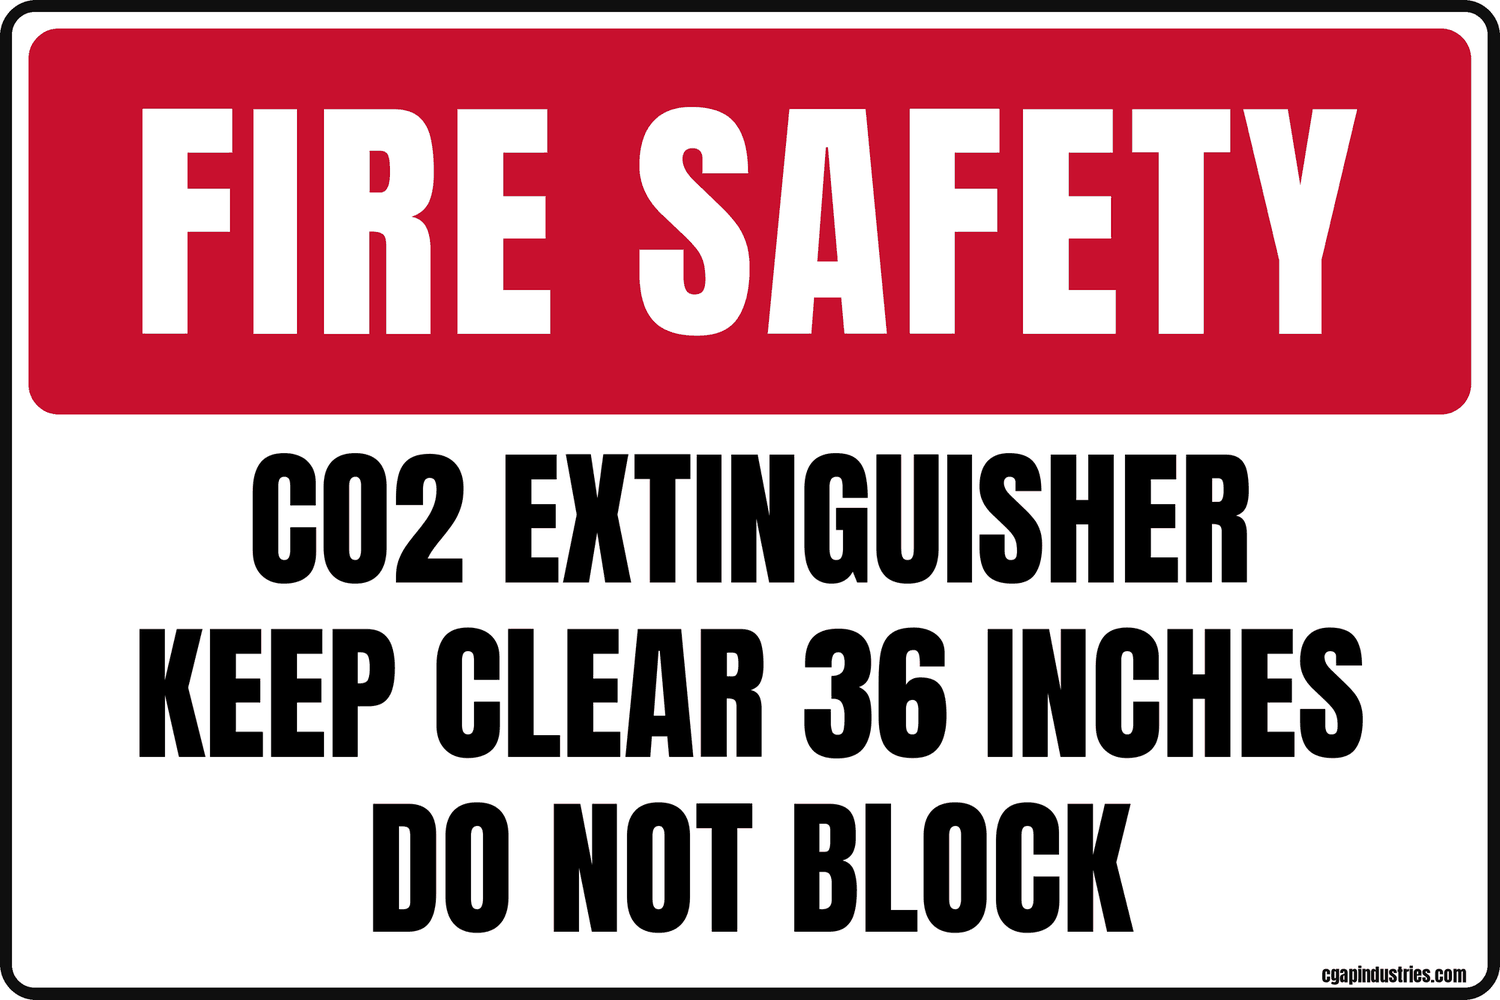 FIRE SAFETY
CO2 EXTINGUISHER
KEEP CLEAR 36 INCHES
DO NOT BLOCK
cgapindustries.com